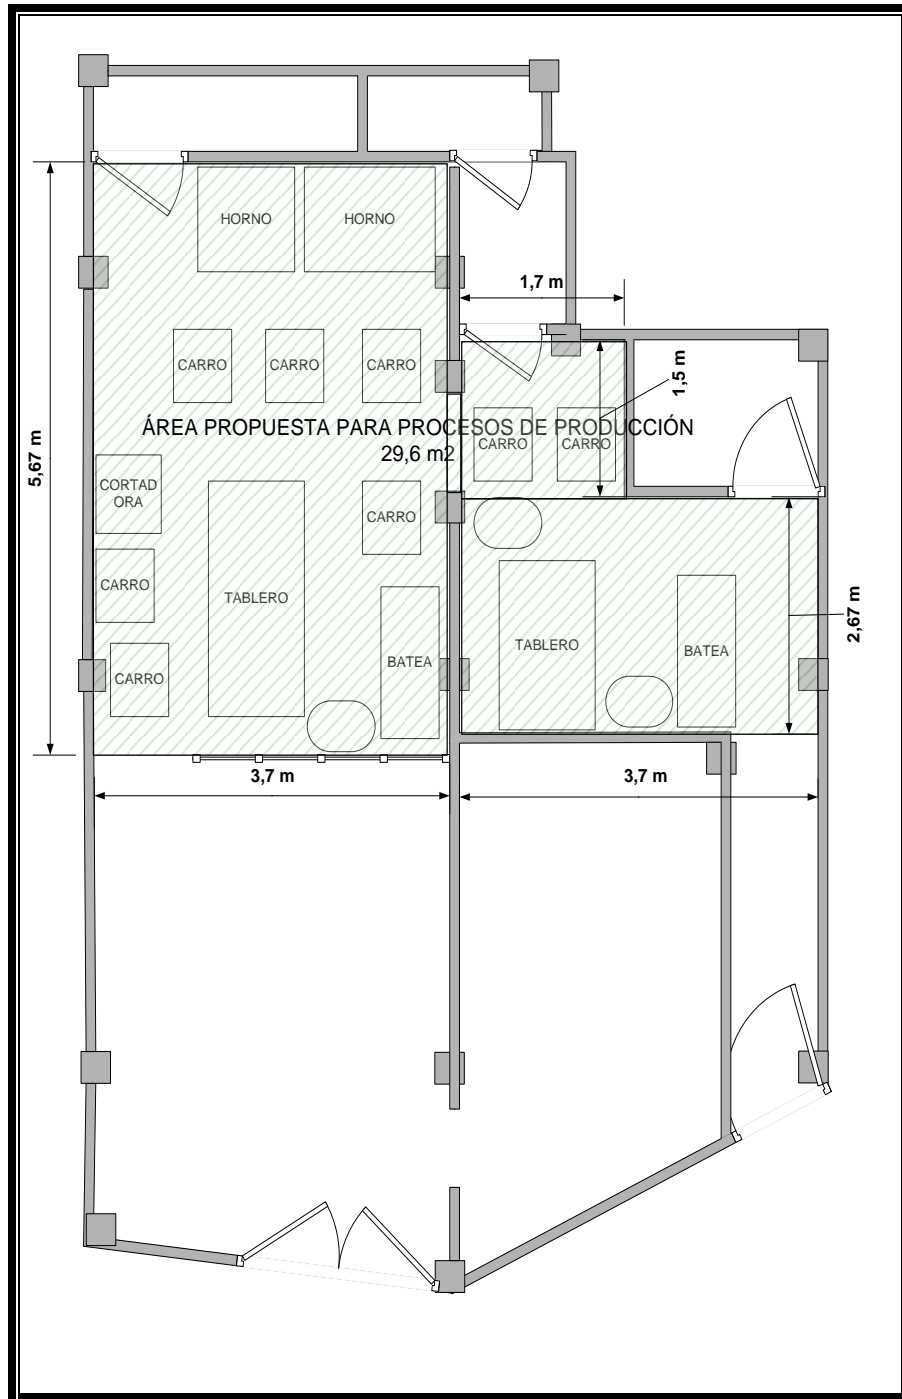 HORNO
HORNO
1,7 m
CARRO
CARRO
CARRO
1,5 m
ÁREA PROPUESTA PARA PROCESOS DE PRODUCCIÓN
29,6 m2
CARRO
CARRO
5,67 m
CORTAD
ORA
CARRO
CARRO
TABLERO
CARRO
BATEA
CARRO
TABLERO
BATEA
2,67 m
3,7 m
3,7 m